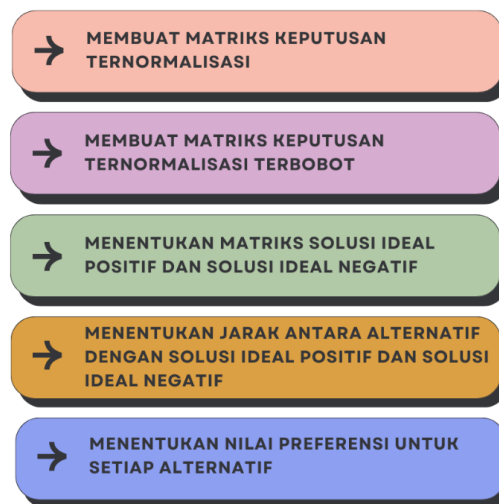 MEMBUAT MATRIKS KEPUTUSAN
TERNORMALISASI
MEMBUAT MATRIKS KEPUTUSAN
TERNORMALISASI TERBOBOT
MENENTUKAN MATRIKS SOLUSI IDEAL
POSITIF DAN SOLUSI IDEAL NEGATIF
MENENTUKAN JARAK ANTARA ALTERNATIF
DENGAN SOLUSI IDEAL POSITIF DAN SOLUSI
IDEAL NEGATIF
MENENTUKAN NILAI PREFERENSI UNTUK
SETIAP ALTERNATIF